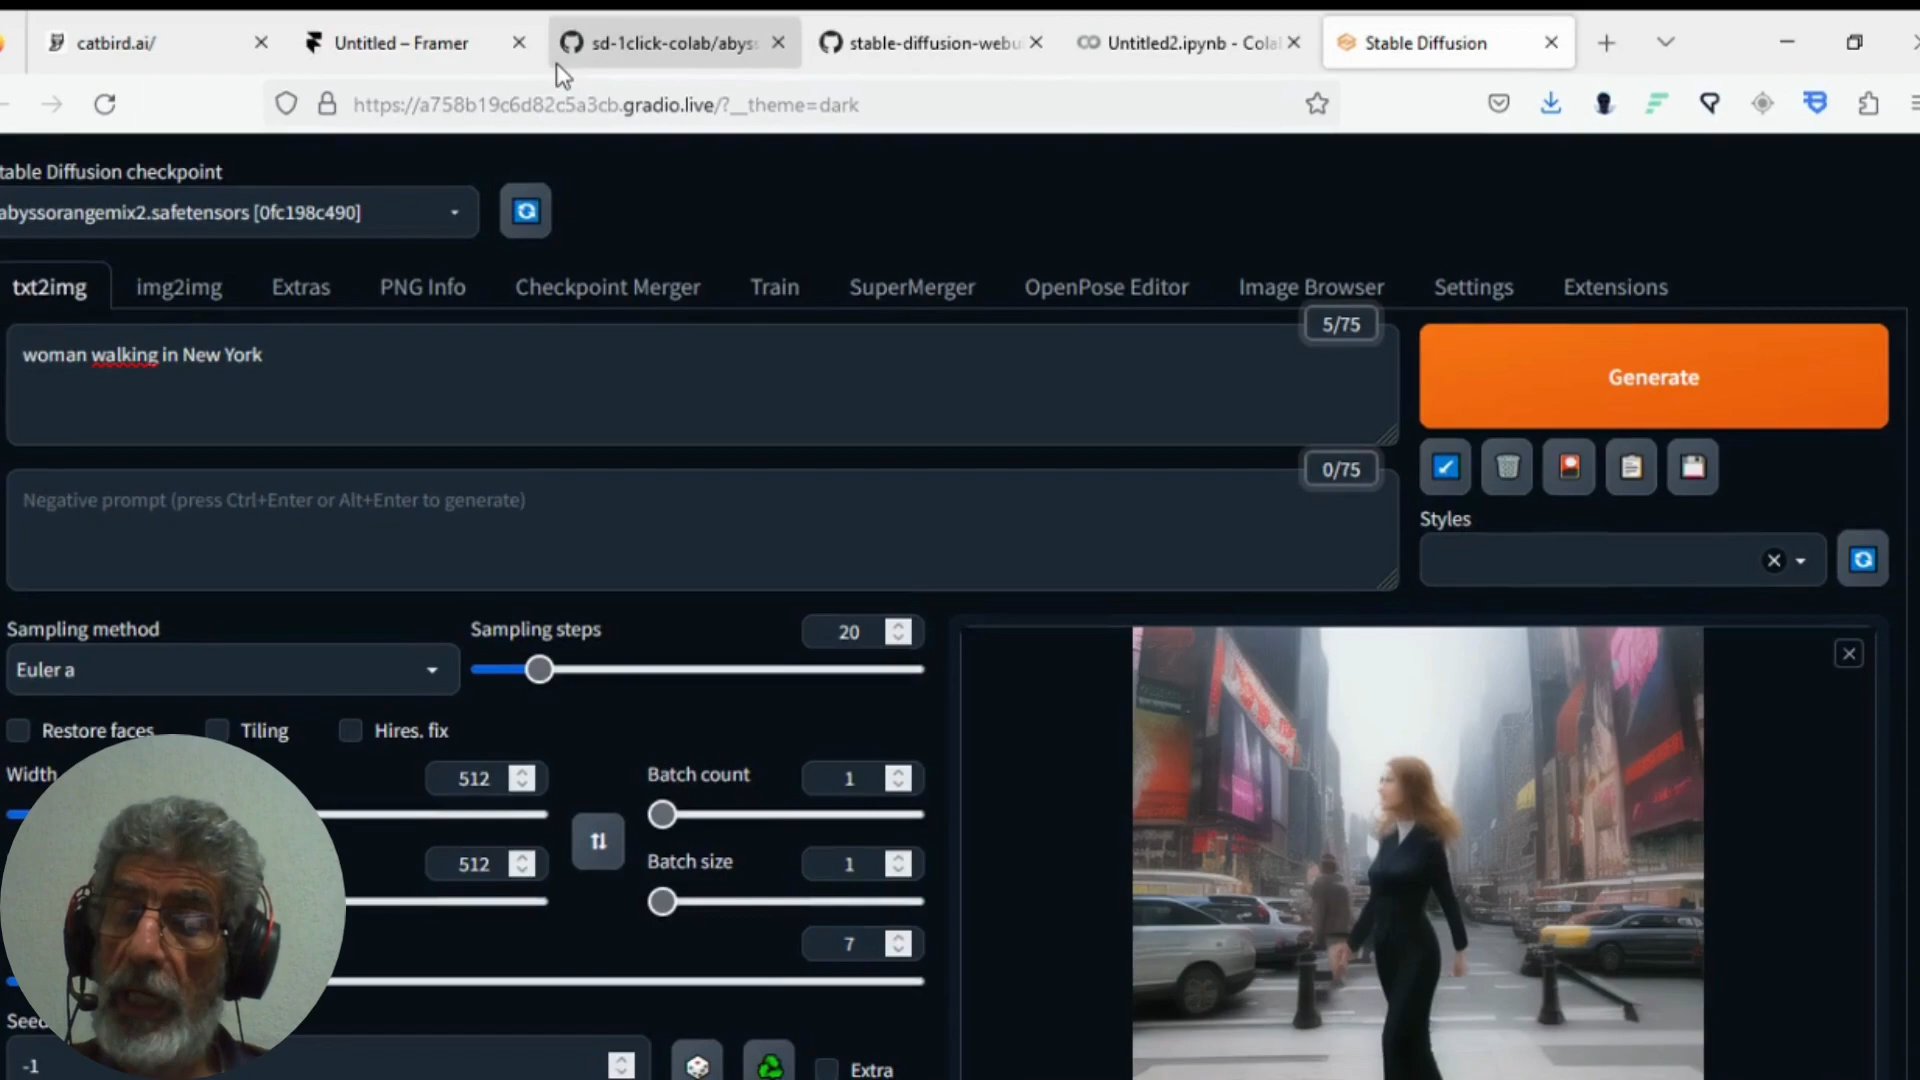 catbird.ai/
Untitled – Framer
sd-1click-colab/abys
stable-diffusion-webu
Untitled2.ipynb - Cola
Stable Diffusion
https://a758b19c6d82c5a3cb.gradio.live/?__theme=dark
table Diffusion checkpoint
abyssorangemix2.safetensors [0fc198c490]
txt2img
img2img
Extras
PNG Info
Checkpoint Merger
Train
SuperMerger
OpenPose Editor
Image Browser
Settings
Extensions
5/75
woman walking in New York
Generate
0/75
Negative prompt (press Ctrl+Enter or Alt+Enter to generate)
Styles
Sampling method
Sampling steps
20
Euler a
Restore faces
Tiling
Hires. fix
Width
512
Batch count
1
512
Batch size
1
7
Seed
-1
Extra